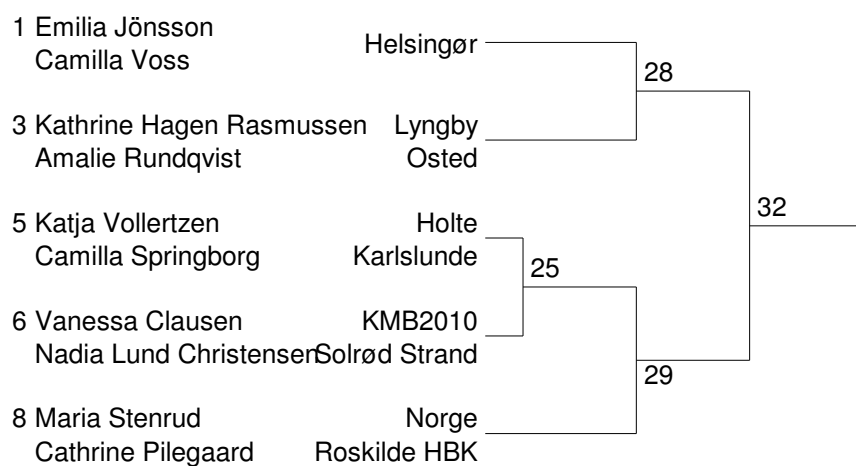 1 Emilia Jönsson Helsingør
Camilla Voss
28
3 Kathrine Hagen Rasmussen Lyngby
Amalie Rundqvist Osted
32
5 Katja Vollertzen Holte
Camilla Springborg Karlslunde
25
6 Vanessa Clausen KMB2010
Nadia Lund Christensen Solrød Strand
29
8 Maria Stenrud Norge
Cathrine Pilegaard Roskilde HBK